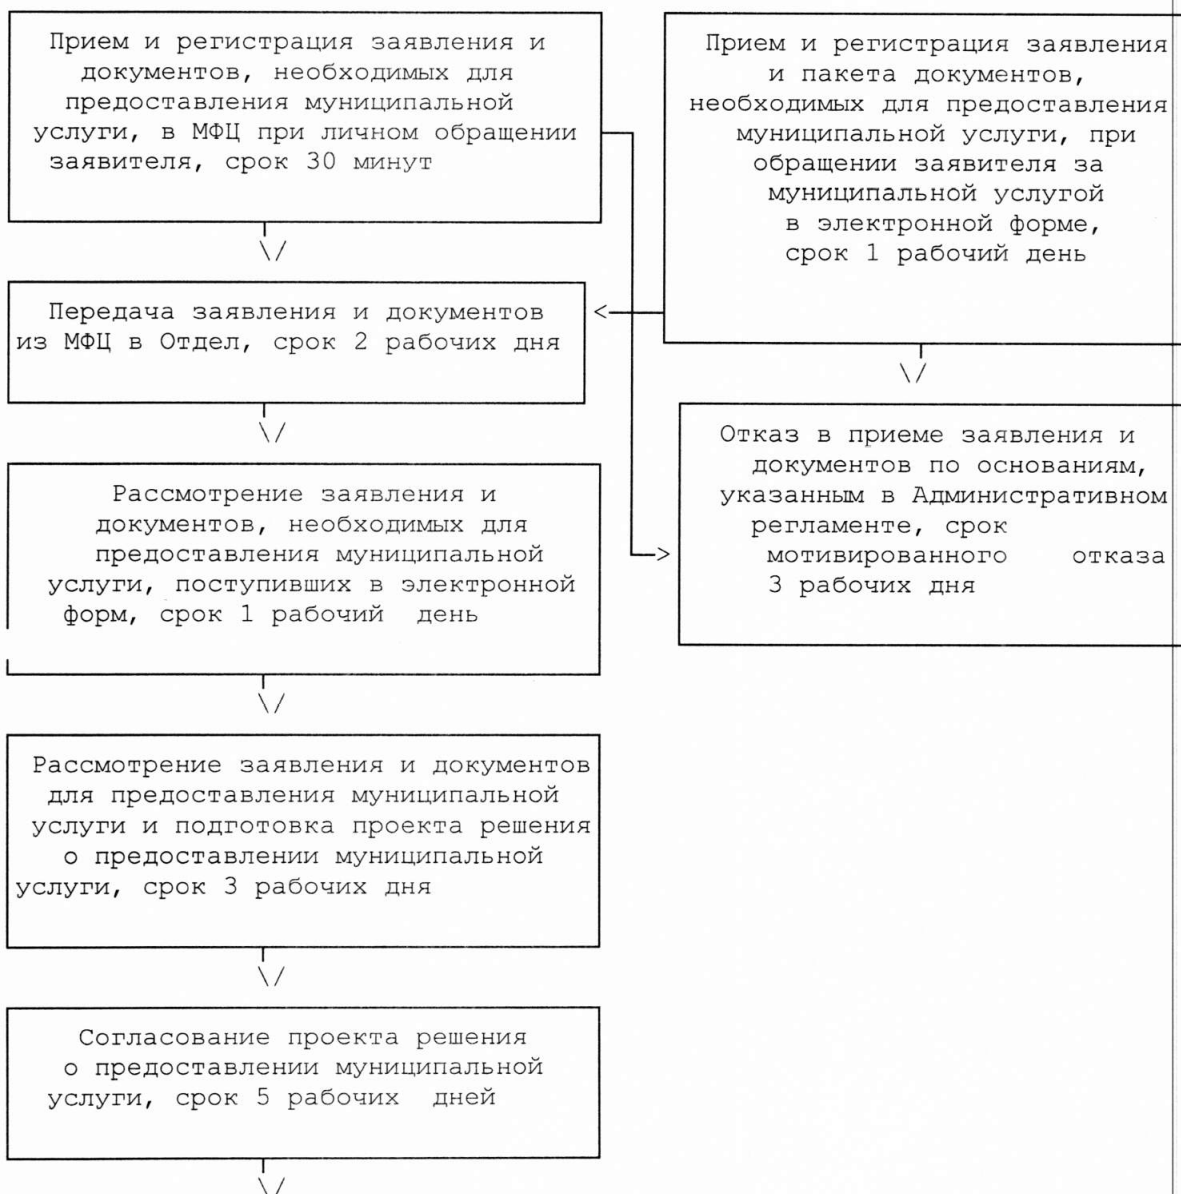 Прием и регистрация заявления и
документов, необходимых для
предоставления муниципальной
услуги, в МФЦ при личном обращении
заявителя, срок 30 минут
Прием и регистрация заявления
и пакета документов,
необходимых для предоставления
муниципальной услуги, при
обращении заявителя за
муниципальной услугой
в электронной форме,
срок 1 рабочий день
Передача заявления и документов
из МФЦ в Отдел, срок 2 рабочих дня
Отказ в приеме заявления и
документов по основаниям,
указанным в Административном
регламенте, срок
мотивированного отказа
3 рабочих дня
Рассмотрение заявления и
документов, необходимых для
предоставления муниципальной
услуги, поступивших в электронной
форм, срок 1 рабочий день
Рассмотрение заявления и документов
для предоставления муниципальной
услуги и подготовка проекта решения
о предоставлении муниципальной
услуги, срок 3 рабочих дня
Согласование проекта решения
о предоставлении муниципальной
услуги, срок 5 рабочих дней